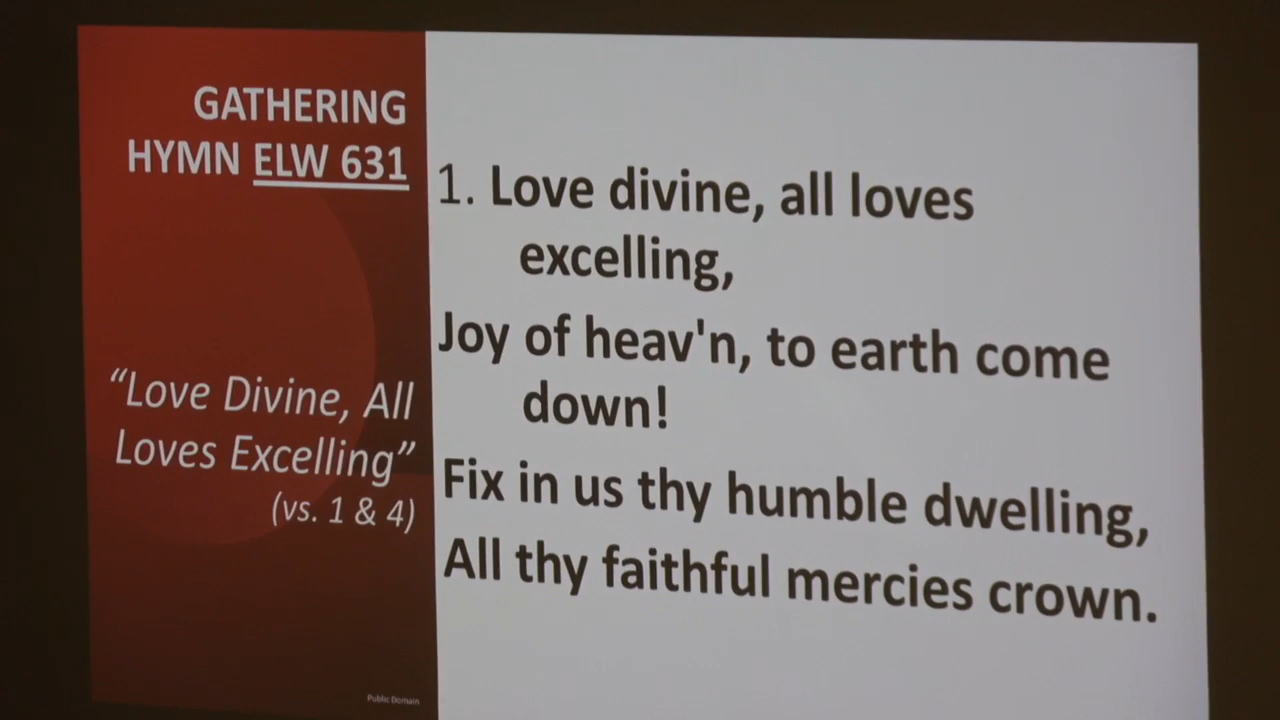 GATHERING
HYMN ELW 631
“Love Divine, All
Loves Excelling”
(vs. 1 & 4)
Public Domain
1. Love divine, all loves
excelling,
Joy of heav'n, to earth come
down!
Fix in us thy humble dwelling,
All thy faithful mercies crown.